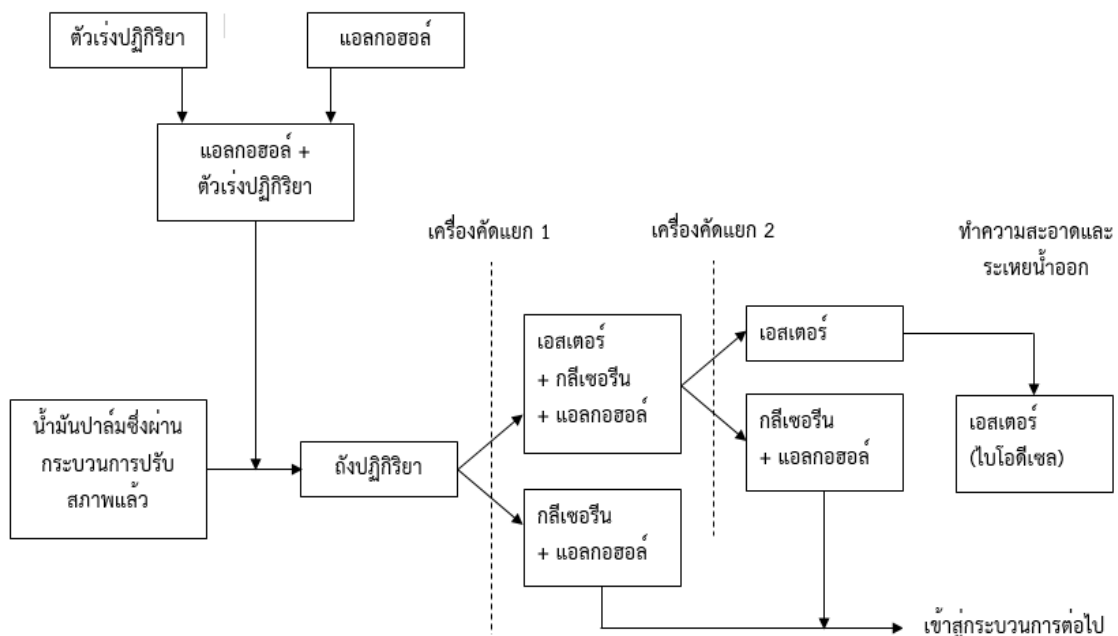 ตัวเร่งปฏิกิริยา
แอลกอฮอล์
แอลกอฮอล์ +
ตัวเร่งปฏิกิริยา
เครื่องคัดแยก 1
เครื่องคัดแยก 2
ทำความสะอาดและ
ระเหยน้ำออก
เอสเตอร์
+ กลีเซอรีน
+ แอลกอฮอล์
เอสเตอร์
น้ำมันปาล์มซึ่งผ่าน
กระบวนการปรับ
สภาพแล้ว
ถังปฏิกิริยา
กลีเซอรีน
+ แอลกอฮอล์
เอสเตอร์
(ไบโอดีเซล)
กลีเซอรีน
+ แอลกอฮอล์
เข้าสู่กระบวนการต่อไป